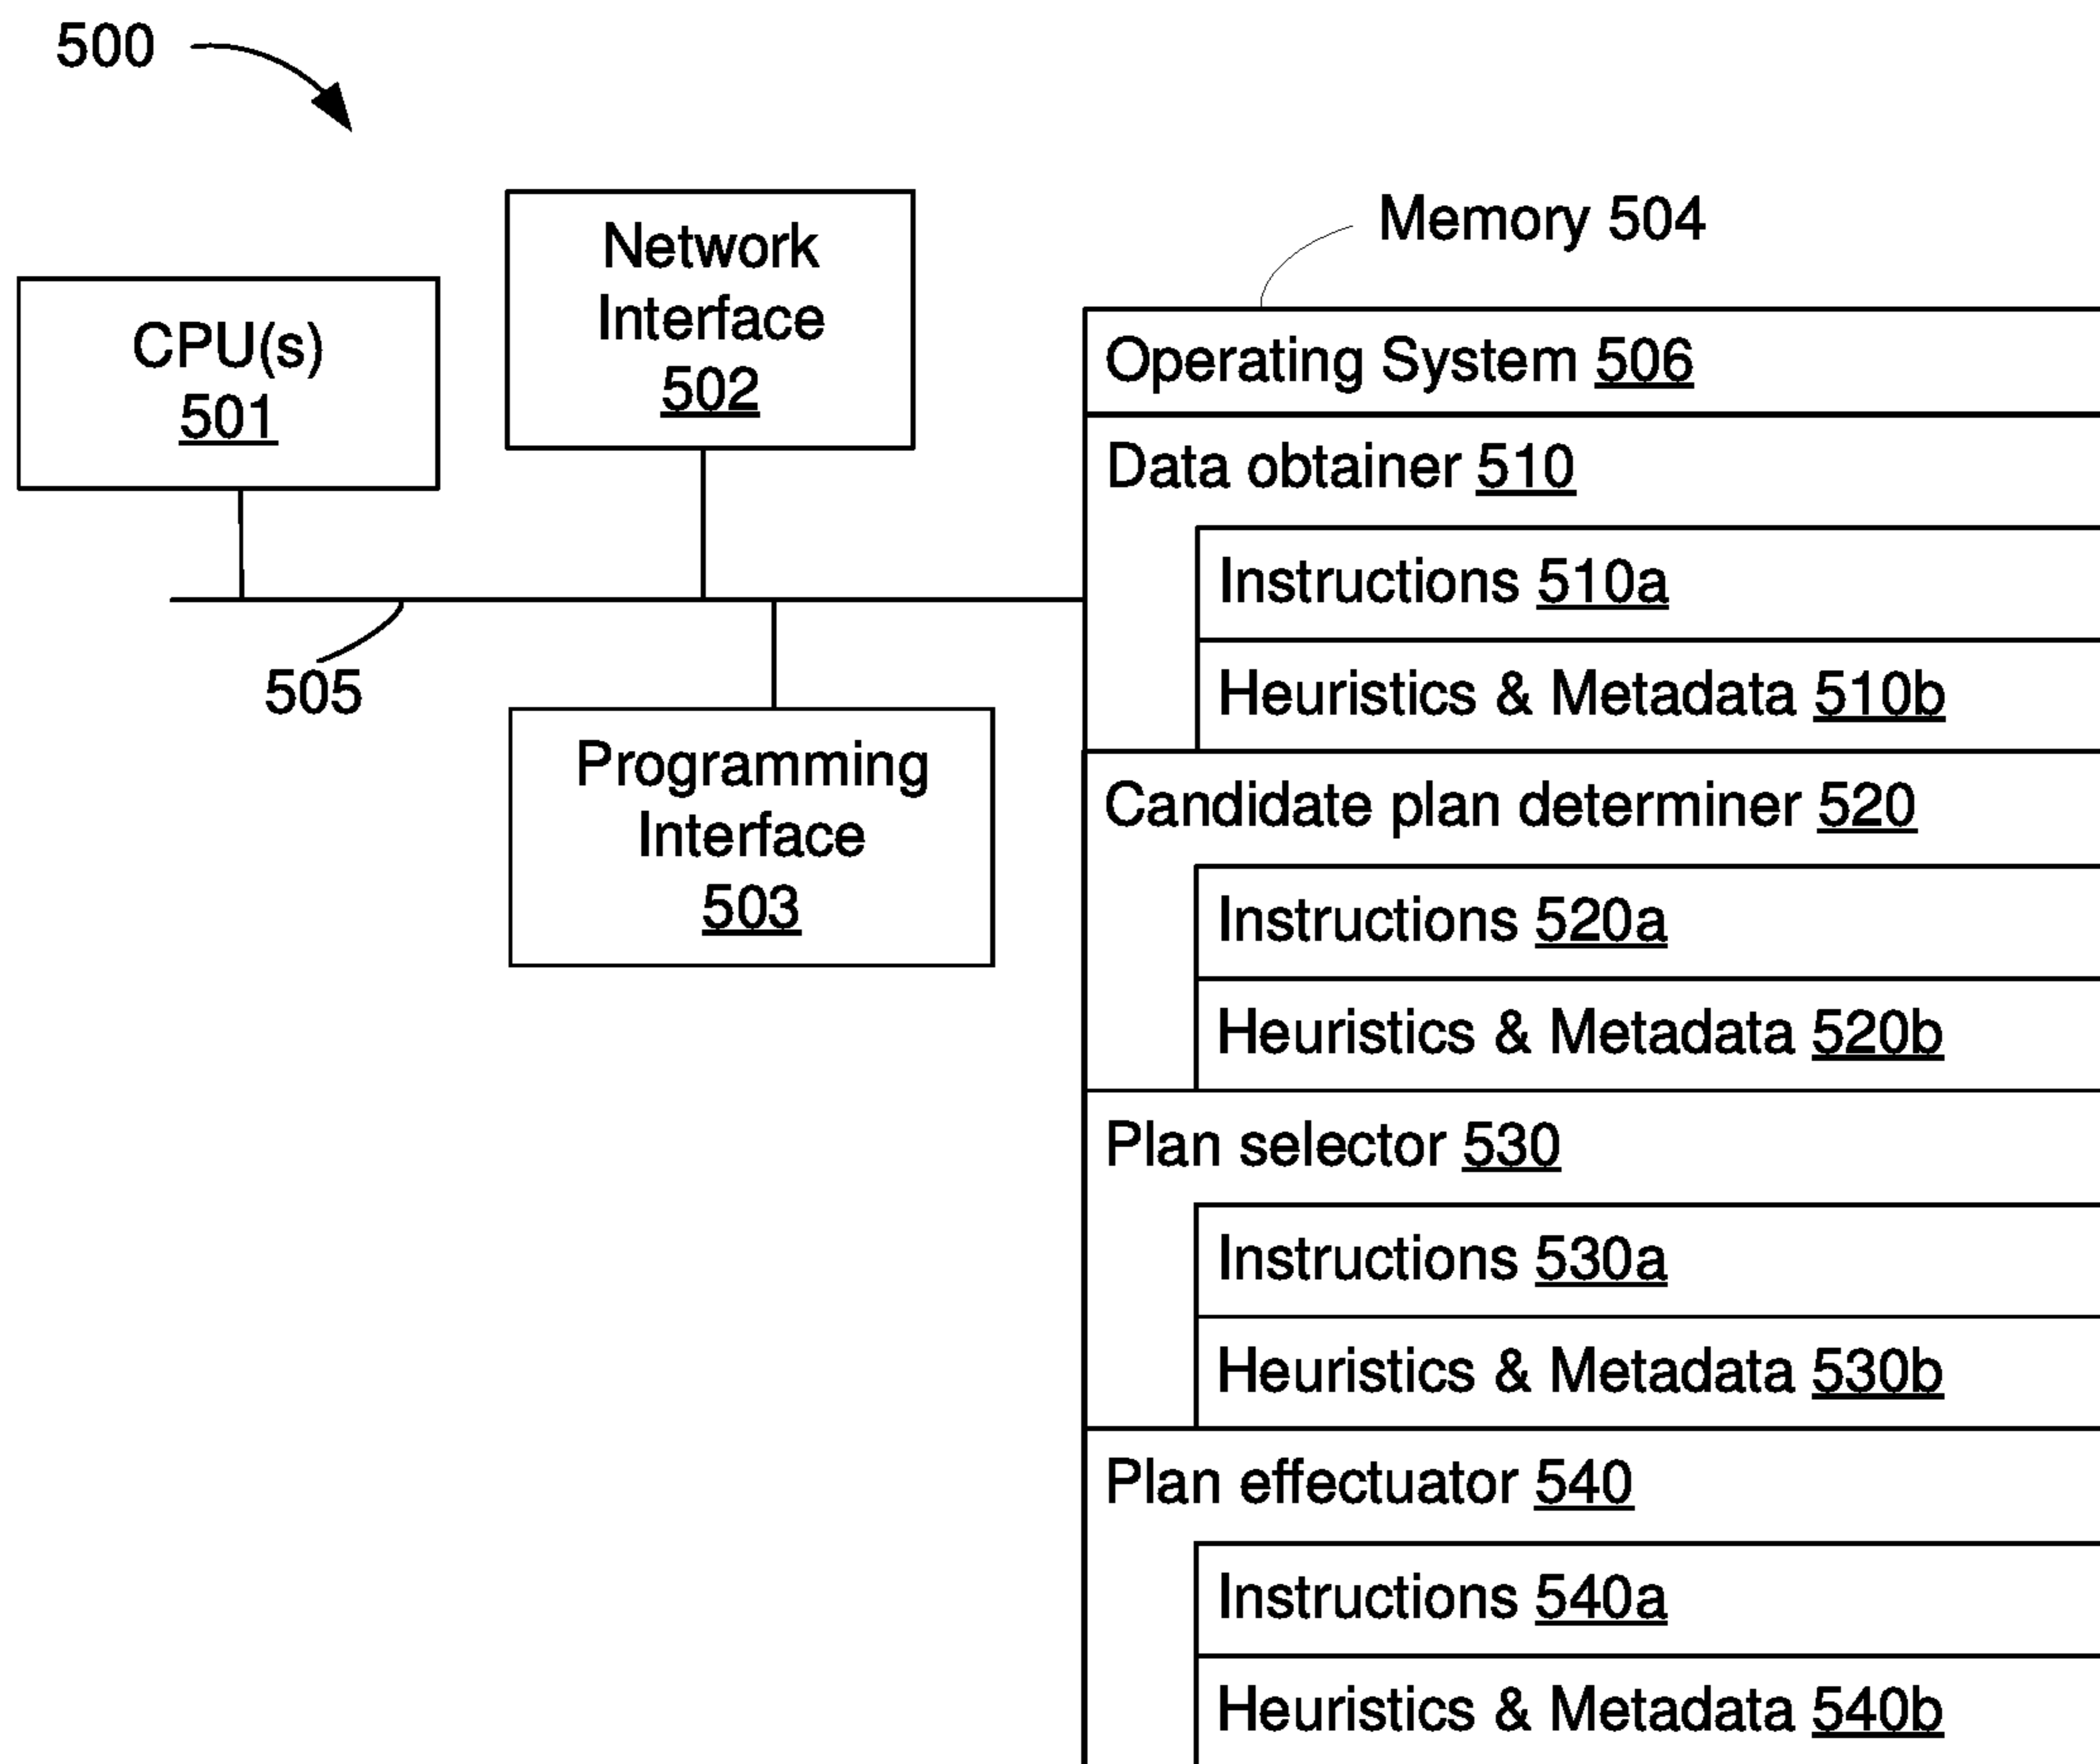 500
Network
Interface
502
CPU(s)
501
505
Programming
Interface
503
Memory 504
Operating System 506
Data obtainer 510
Instructions 510a
Heuristics & Metadata 510b
Candidate plan determiner 520
Instructions 520a
Heuristics & Metadata 520b
Plan selector 530
Instructions 530a
Heuristics & Metadata 530b
Plan effectuator 540
Instructions 540a
Heuristics & Metadata 540b